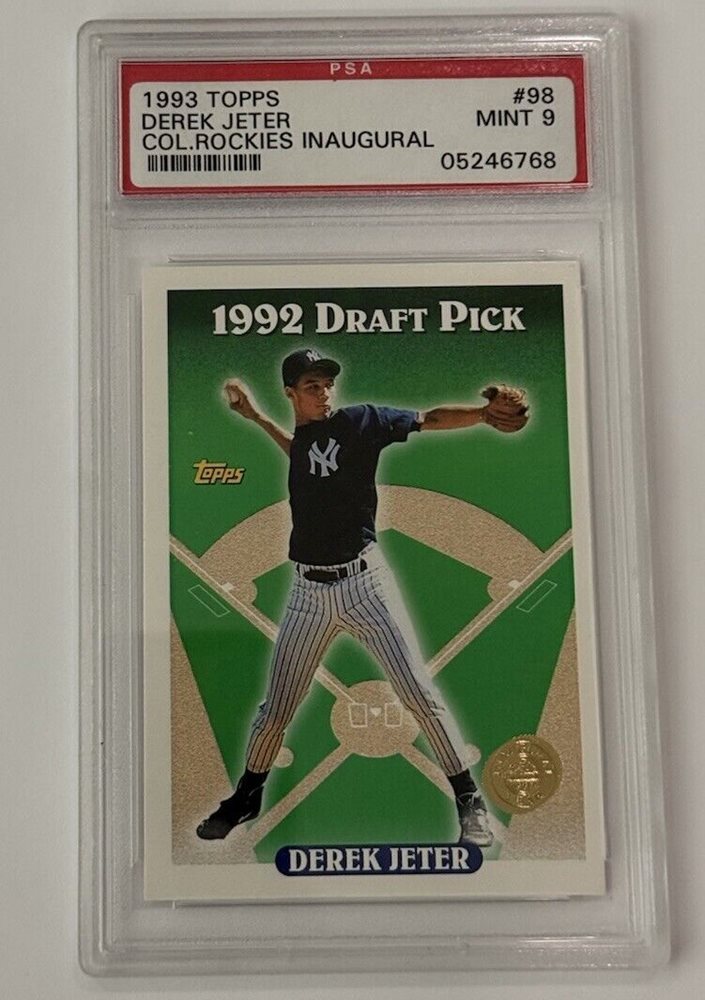 PSA
1993 TOPPS #98
DEREK JETER MINT 9
COL.ROCKIES INAUGURAL
05246768
1992 DRAFT PICK
NY
NY
Topps
DEREK JETER